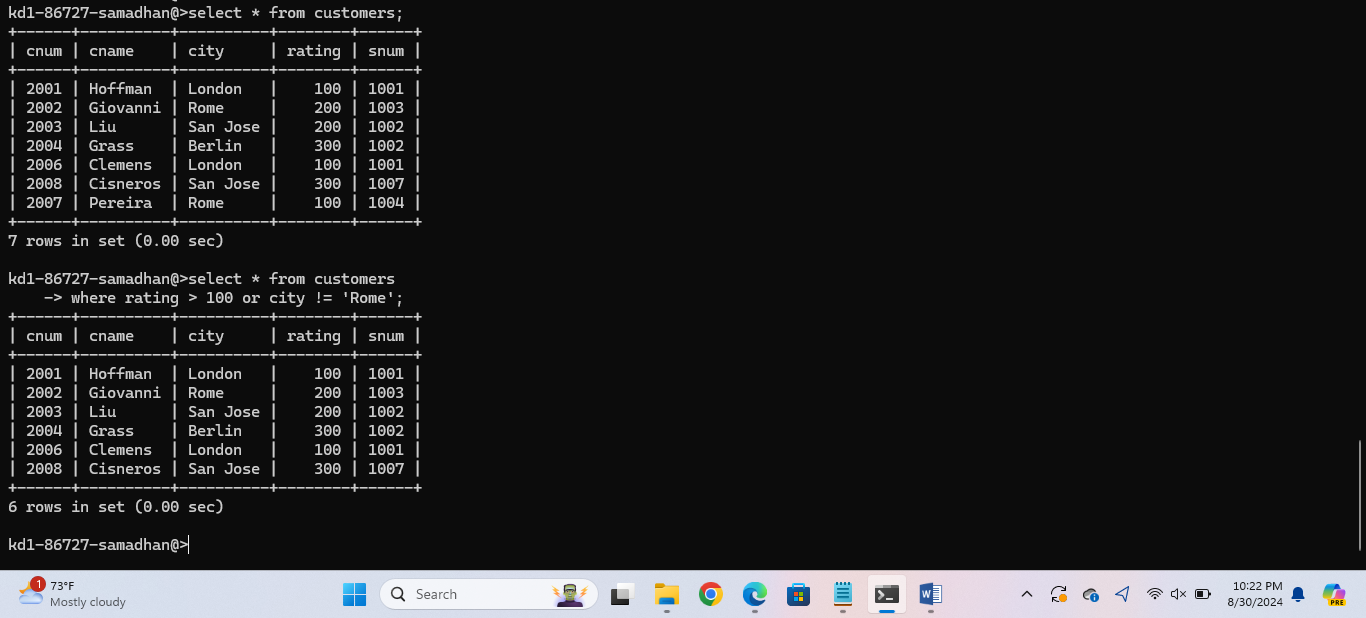 kd1-86727-samadhan@>select * from customers;
+------+----------+----------+--------+------+
| cnum | cname    | city     | rating | snum |
+------+----------+----------+--------+------+
| 2001 | Hoffman  | London   |    100 | 1001 |
| 2002 | Giovanni | Rome     |    200 | 1003 |
| 2003 | Liu      | San Jose |    200 | 1002 |
| 2004 | Grass    | Berlin   |    300 | 1002 |
| 2006 | Clemens  | London   |    100 | 1001 |
| 2008 | Cisneros | San Jose |    300 | 1007 |
| 2007 | Pereira  | Rome     |    100 | 1004 |
+------+----------+----------+--------+------+
7 rows in set (0.00 sec)
kd1-86727-samadhan@>select * from customers
    -> where rating > 100 or city != 'Rome';
+------+----------+----------+--------+------+
| cnum | cname    | city     | rating | snum |
+------+----------+----------+--------+------+
| 2001 | Hoffman  | London   |    100 | 1001 |
| 2002 | Giovanni | Rome     |    200 | 1003 |
| 2003 | Liu      | San Jose |    200 | 1002 |
| 2004 | Grass    | Berlin   |    300 | 1002 |
| 2006 | Clemens  | London   |    100 | 1001 |
| 2008 | Cisneros | San Jose |    300 | 1007 |
+------+----------+----------+--------+------+
6 rows in set (0.00 sec)
kd1-86727-samadhan@>
1
73°F
Mostly cloudy
Search
W
10:22 PM
8/30/2024
PRE